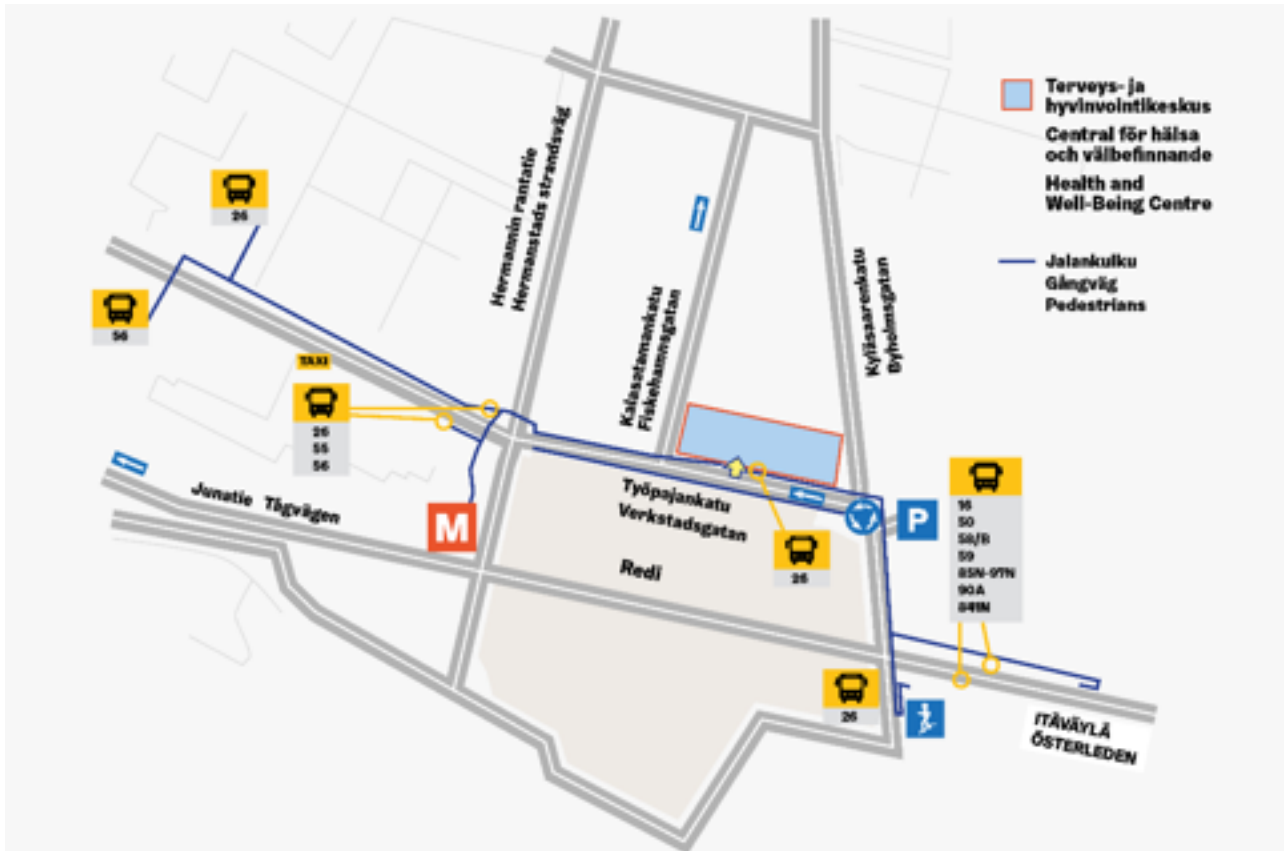 Terveys- ja
hyvinvointikeskus
Central för hälsa
och välbefinnande
Health and
Well-Being Centre
Jalankulku
Gångväg
Pedestrians
26
56
TAXI
26
55
56
Hermannin rantatie
Hermanstads strandsväg
Kalasatamankatu
Fiskehamnsgatan
Kyläsaarenkatu
Byholmsgatan
Junatie Tågvägen
M
Työpajankatu
Verkstadsgatan
Redi
26
P
16
50
58/B
59
85N-97N
90A
841N
26
ITÄVÄYLÄ
ÖSTERLEDEN